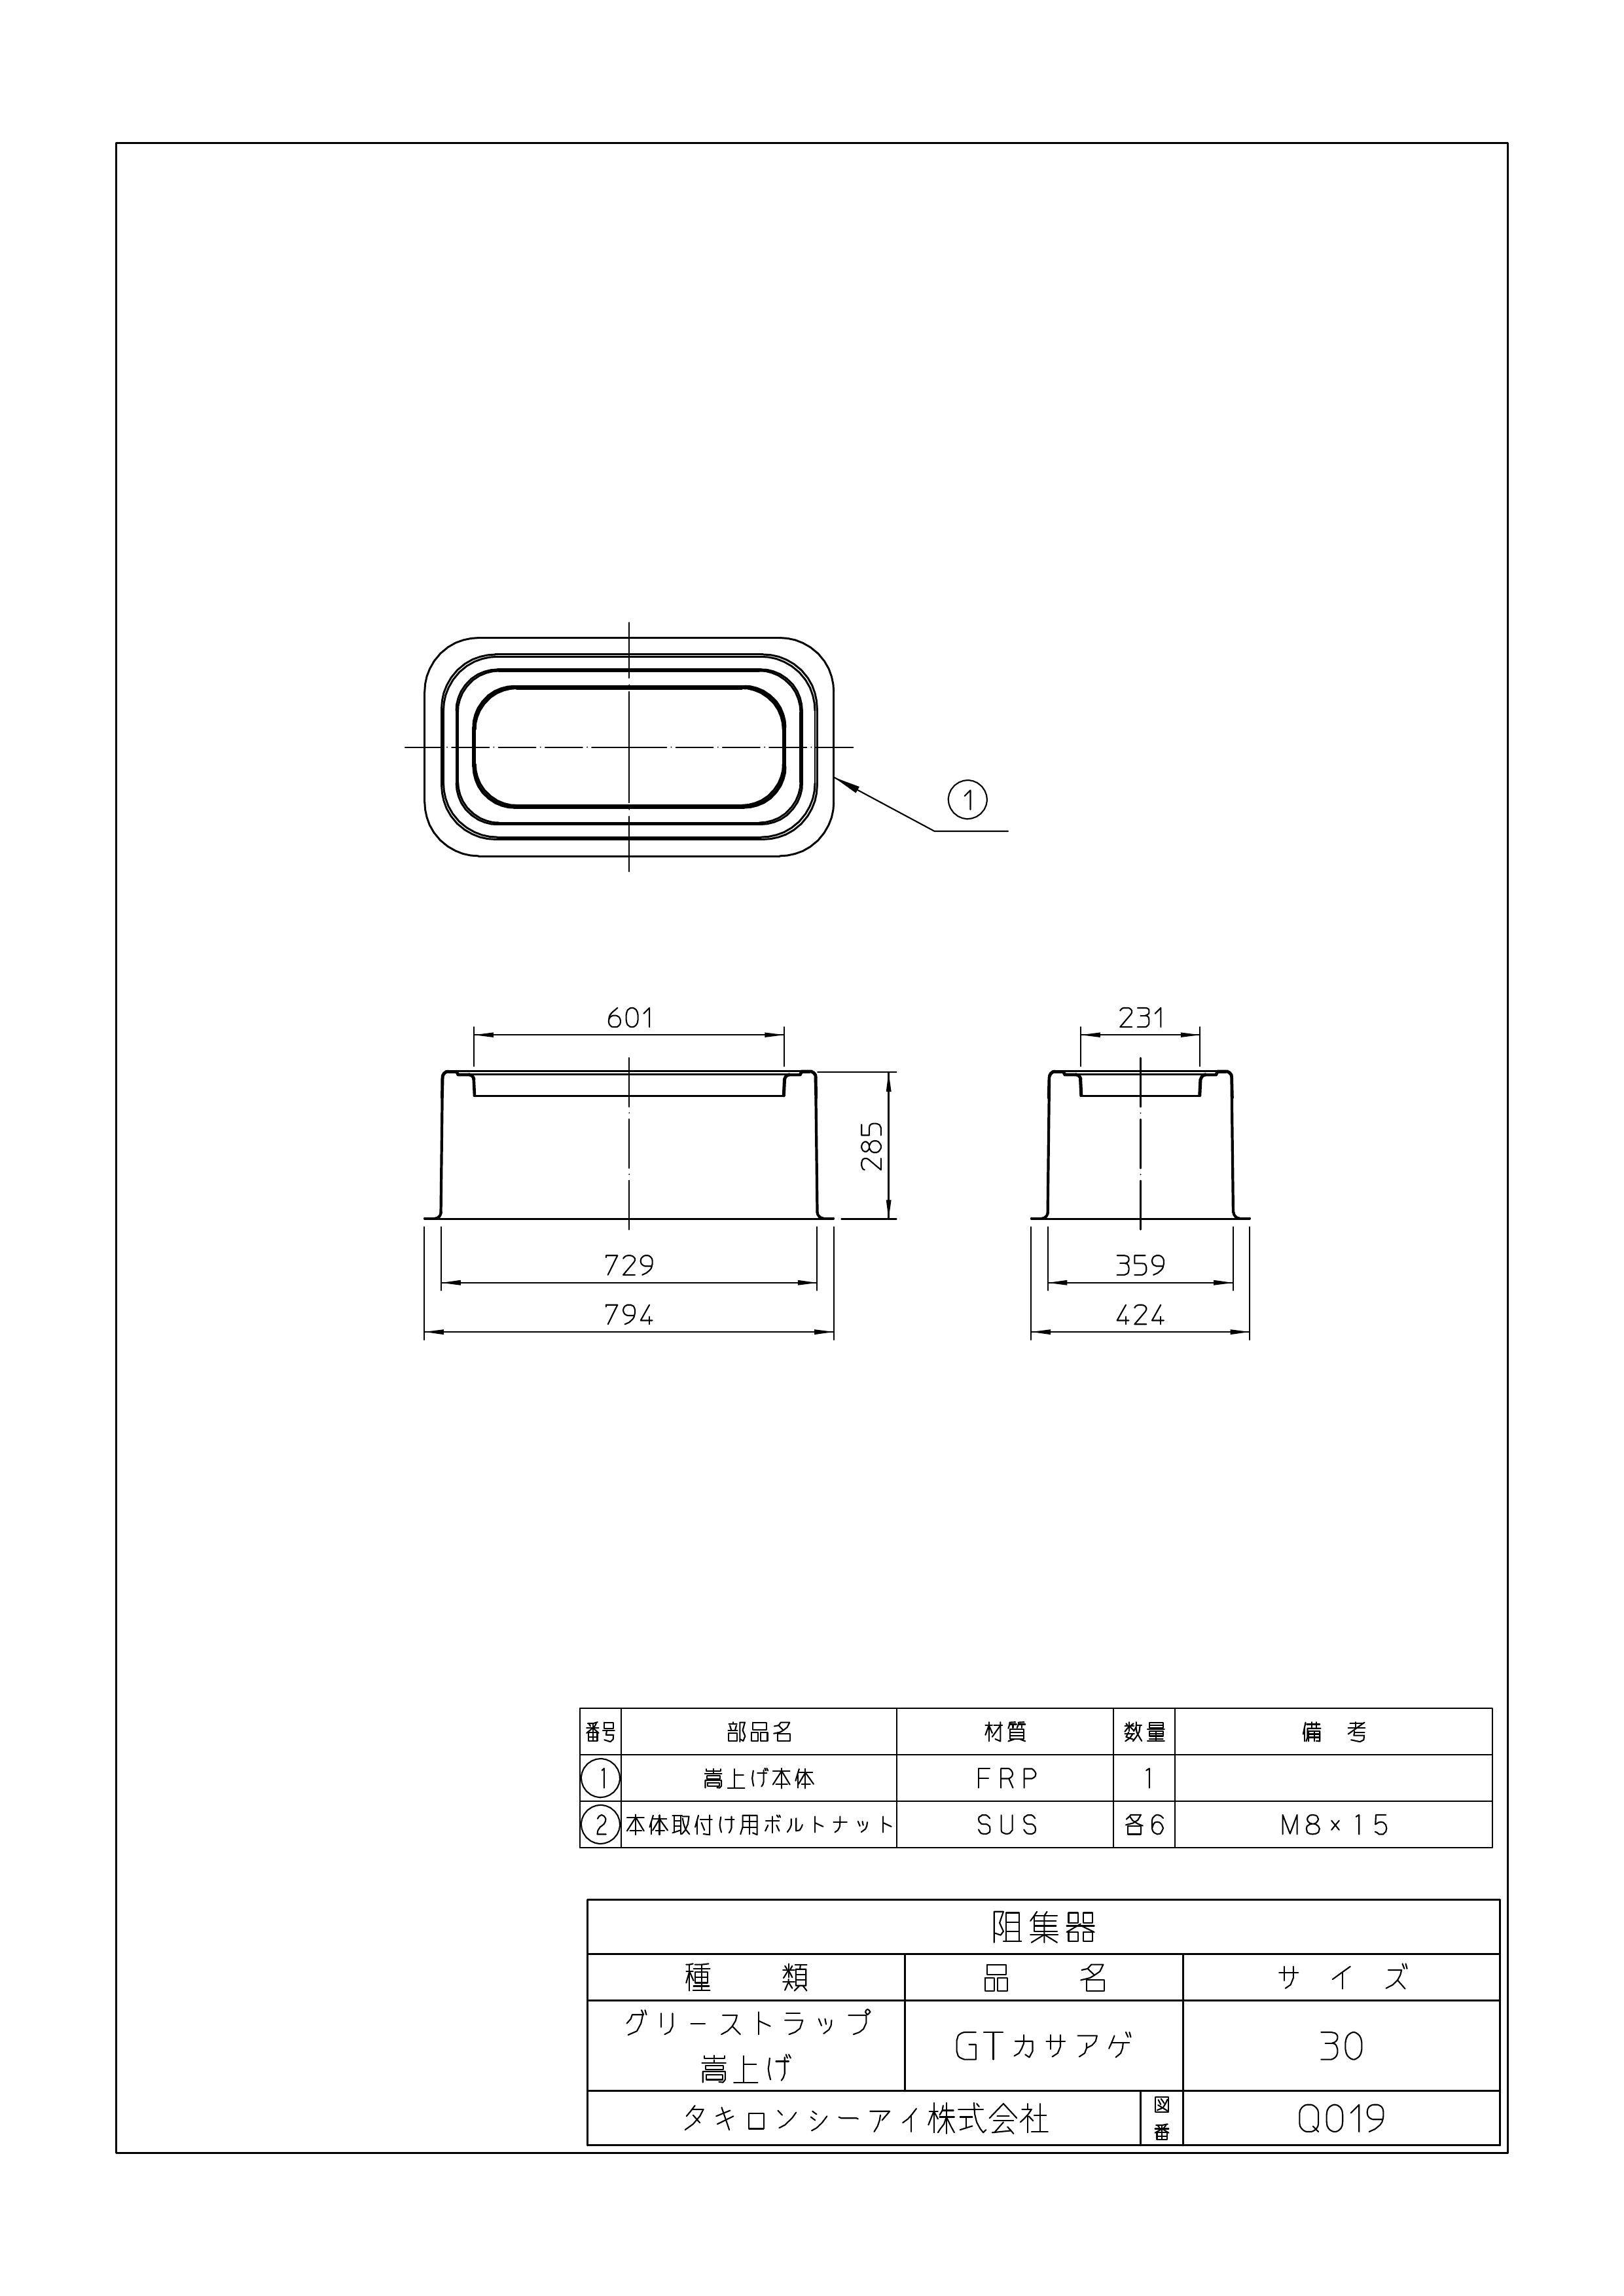 ①
601
231
285
729
359
794
424
番号 部品名 材質 数量 備 考
① 嵩上げ本体 FRP 1
② 本体取付け用ボルトナット SUS 各6 M8×15
阻集器
種 類 品 名 サ イ ズ
グリーストラップ
嵩上げ
GTカサアゲ 30
タキロンシーアイ株式会社 図番 Q019